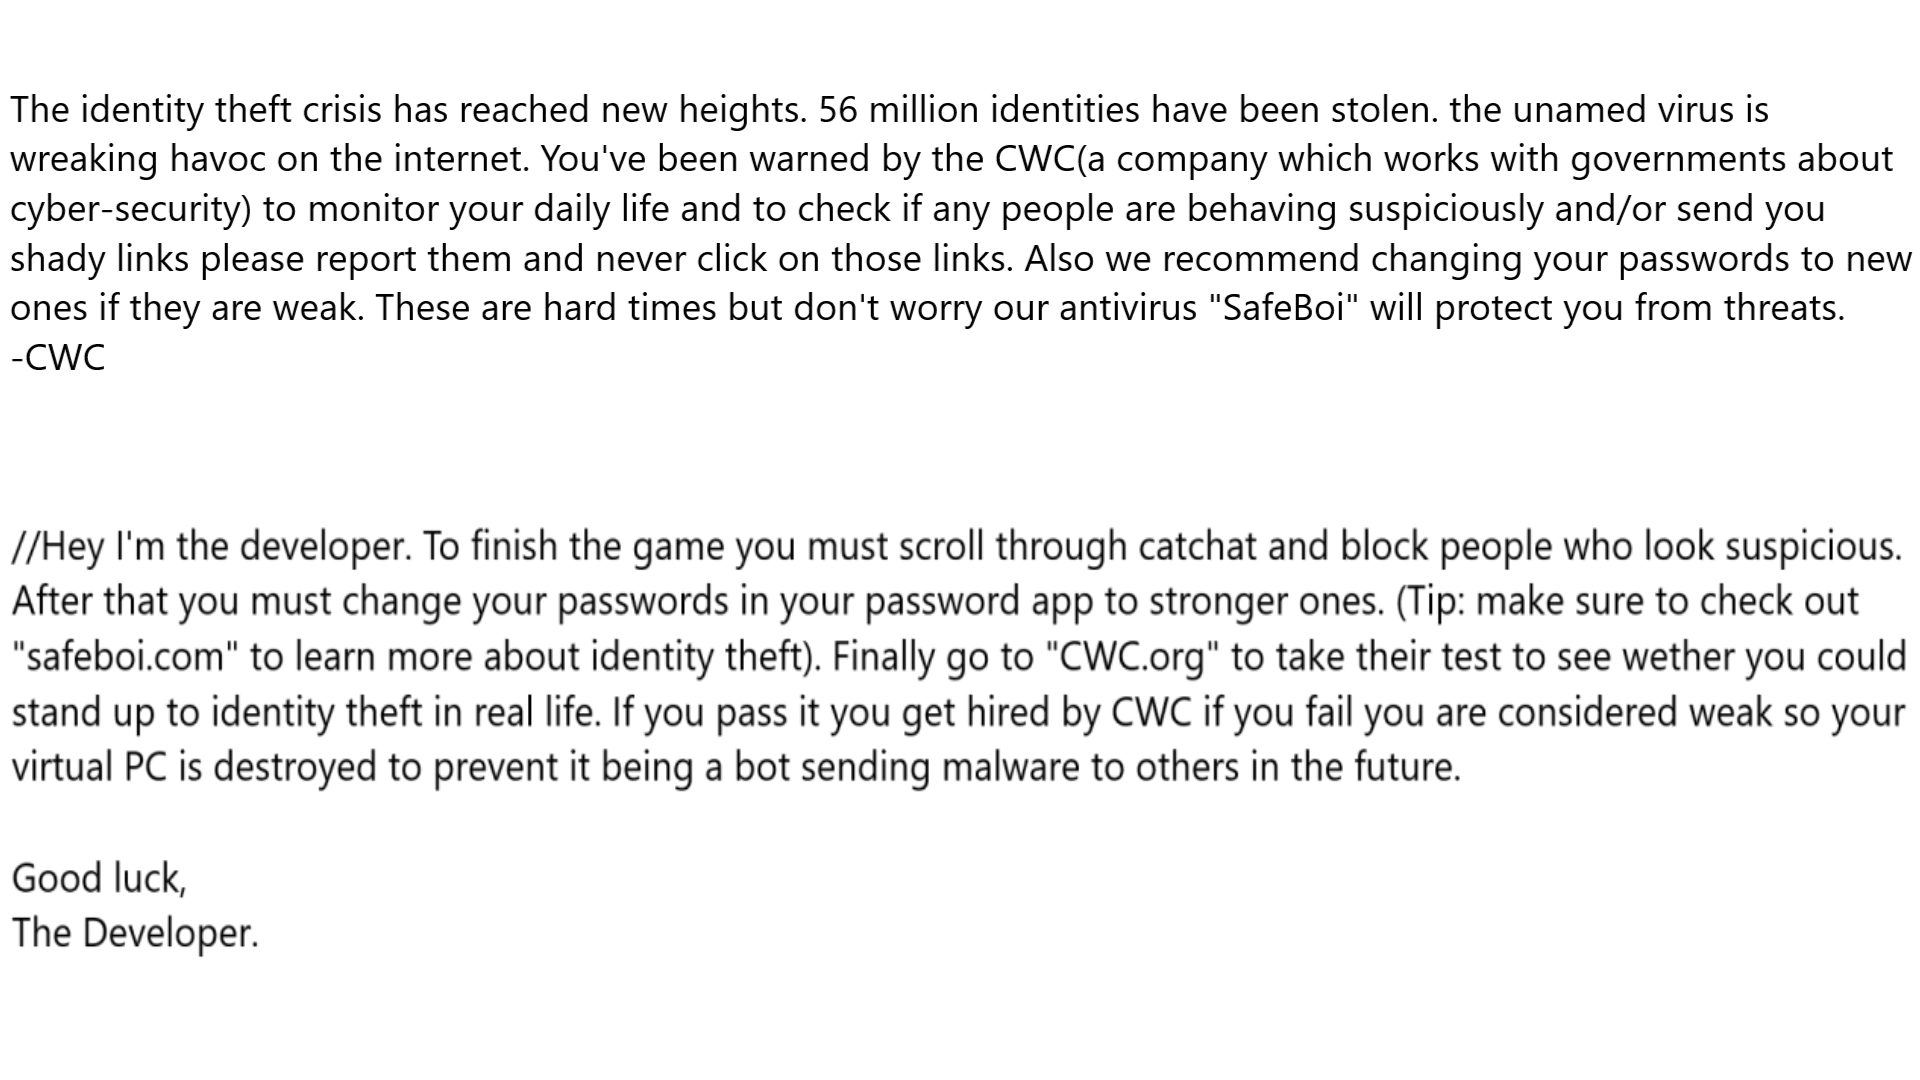 The identity theft crisis has reached new heights. 56 million identities have been stolen. the unamed virus is
wreaking havoc on the internet. You've been warned by the CWC(a company which works with governments about
cyber-security) to monitor your daily life and to check if any people are behaving suspiciously and/or send you
shady links please report them and never click on those links. Also we recommend changing your passwords to new
ones if they are weak. These are hard times but don't worry our antivirus "SafeBoi" will protect you from threats.
-CWC
//Hey I'm the developer. To finish the game you must scroll through catchat and block people who look suspicious.
After that you must change your passwords in your password app to stronger ones. (Tip: make sure to check out
"safeboi.com" to learn more about identity theft). Finally go to "CWC.org" to take their test to see wether you could
stand up to identity theft in real life. If you pass it you get hired by CWC if you fail you are considered weak so your
virtual PC is destroyed to prevent it being a bot sending malware to others in the future.
Good luck,
The Developer.